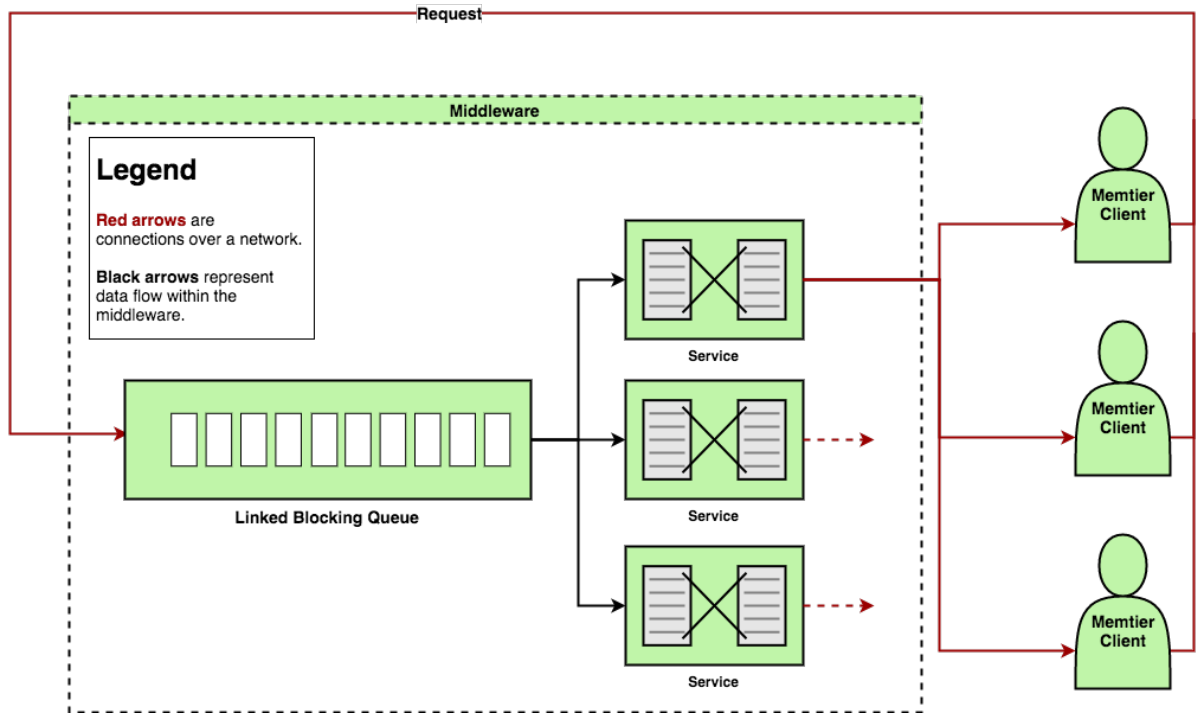 Request
Middleware
Legend
Red arrows are
connections over a network.
Black arrows represent
data flow within the
middleware.
Memtier
Client
Service
Memtier
Client
Linked Blocking Queue
Service
Memtier
Client
Service